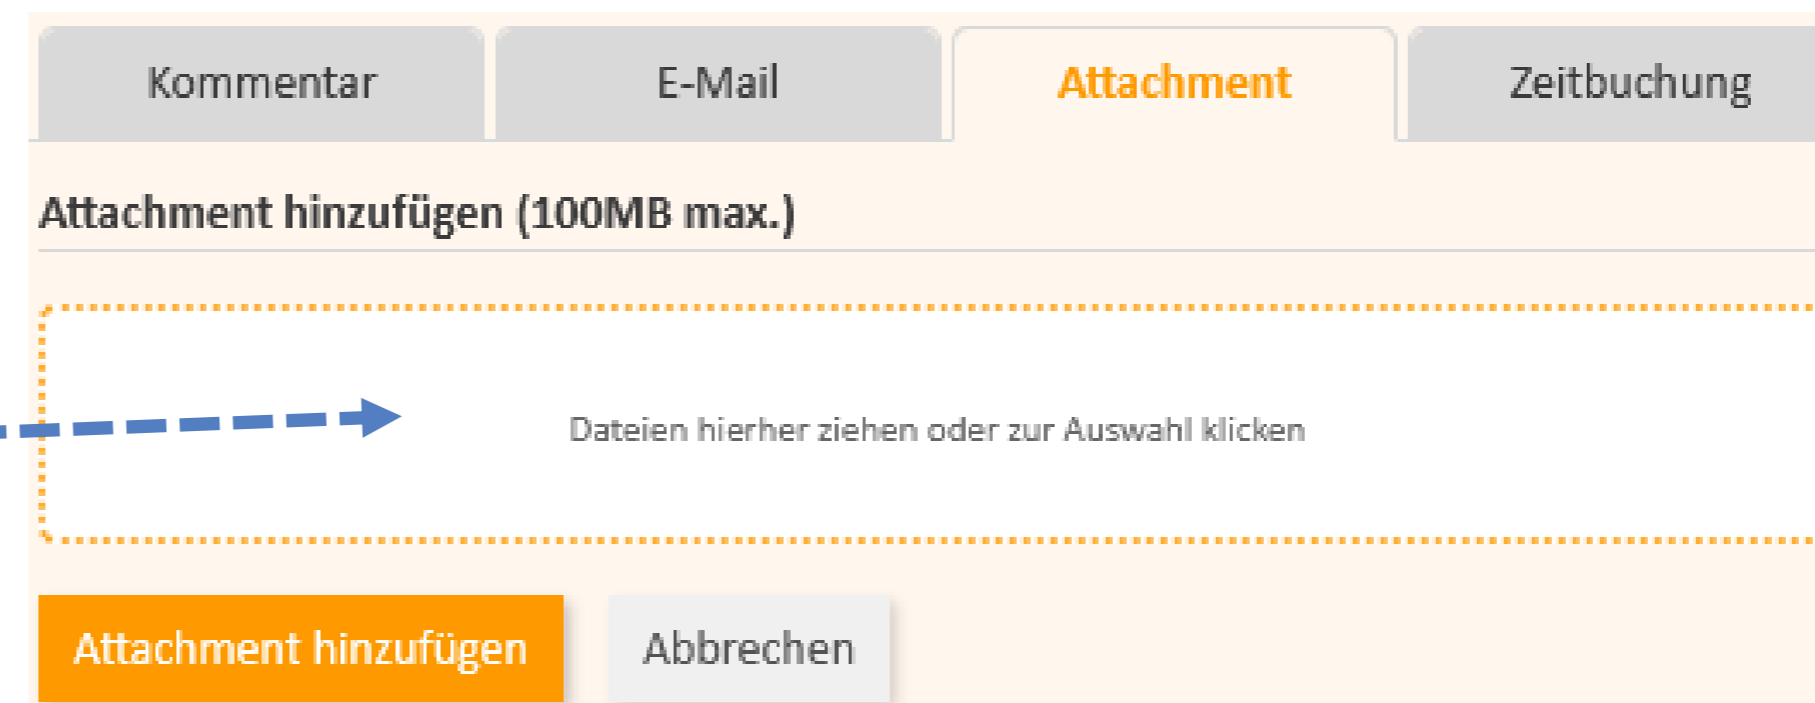 Kommentar E-Mail Attachment Zeitbuchung
Attachment hinzufügen (100MB max.)
Dateien hierher ziehen oder zur Auswahl klicken
Attachment hinzufügen Abbrechen